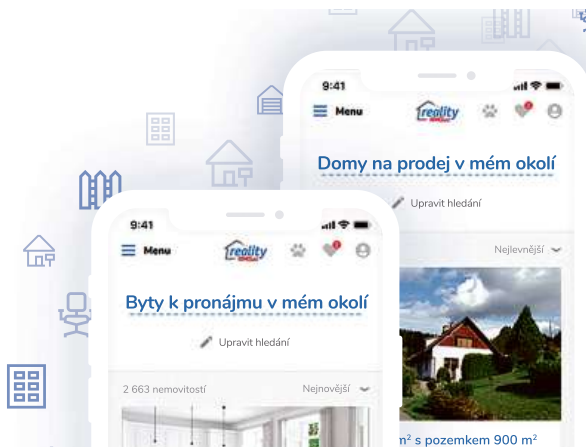 9:41
Menu
reality
Domy na prodej v mém okolí
Upravit hledání
Nejlevnější
m² s pozemkem 900 m²
9:41
Menu
reality
Byty k pronájmu v mém okolí
Upravit hledání
2 663 nemovitostí
Nejnovější